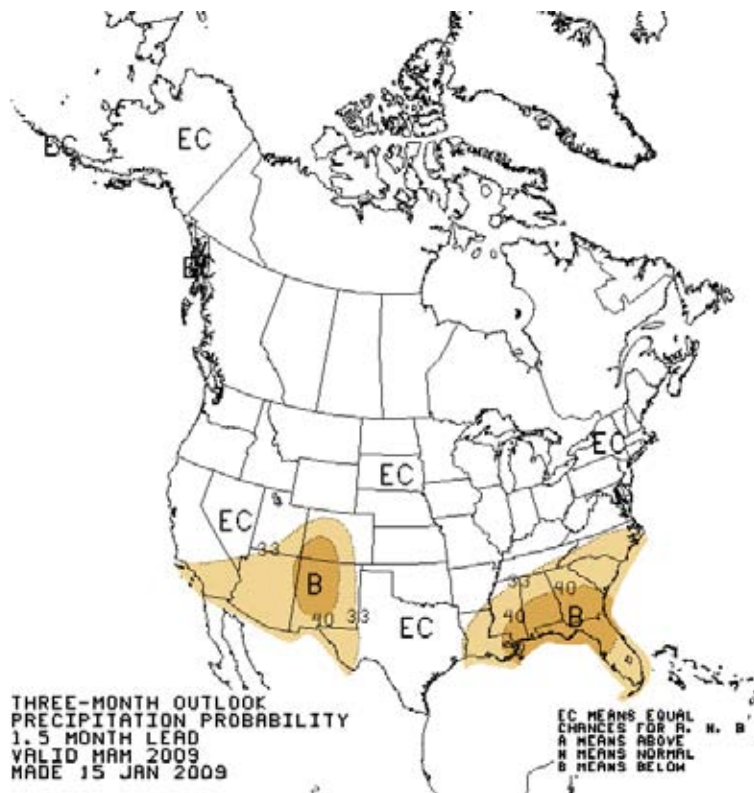 EC
EC
EC
EC
EC
EC
33
B
40
33
EC
33
40
40
B
THREE-MONTH OUTLOOK
PRECIPITATION PROBABILITY
1.5 MONTH LEAD
VALID MAM 2009
MADE 15 JAN 2009
EC MEANS EQUAL
CHANCES FOR A, N, B
A MEANS ABOVE
N MEANS NORMAL
B MEANS BELOW